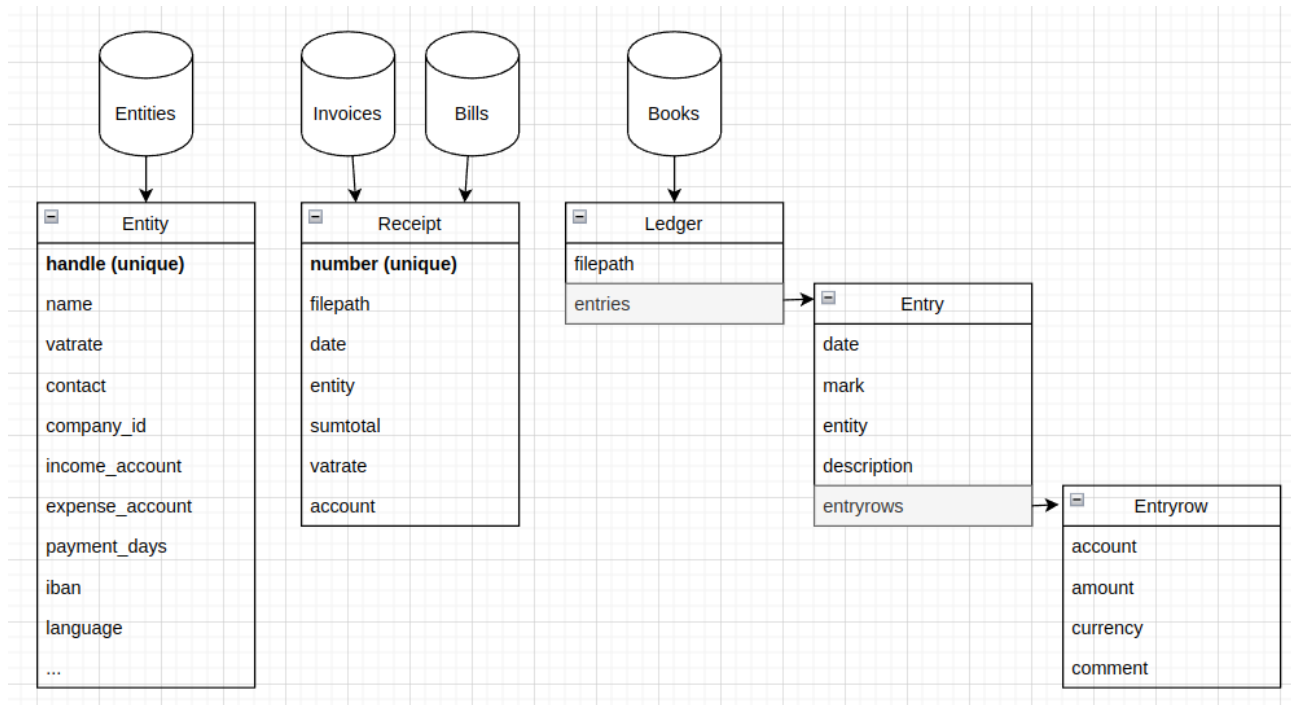 Entities
Invoices
Bills
Books
Entity
handle (unique)
name
vatrate
contact
company_id
income_account
expense_account
payment_days
iban
language
...
Receipt
number (unique)
filepath
date
entity
sumtotal
vatrate
account
Ledger
filepath
entries
Entry
date
mark
entity
description
entryrows
Entryrow
account
amount
currency
comment